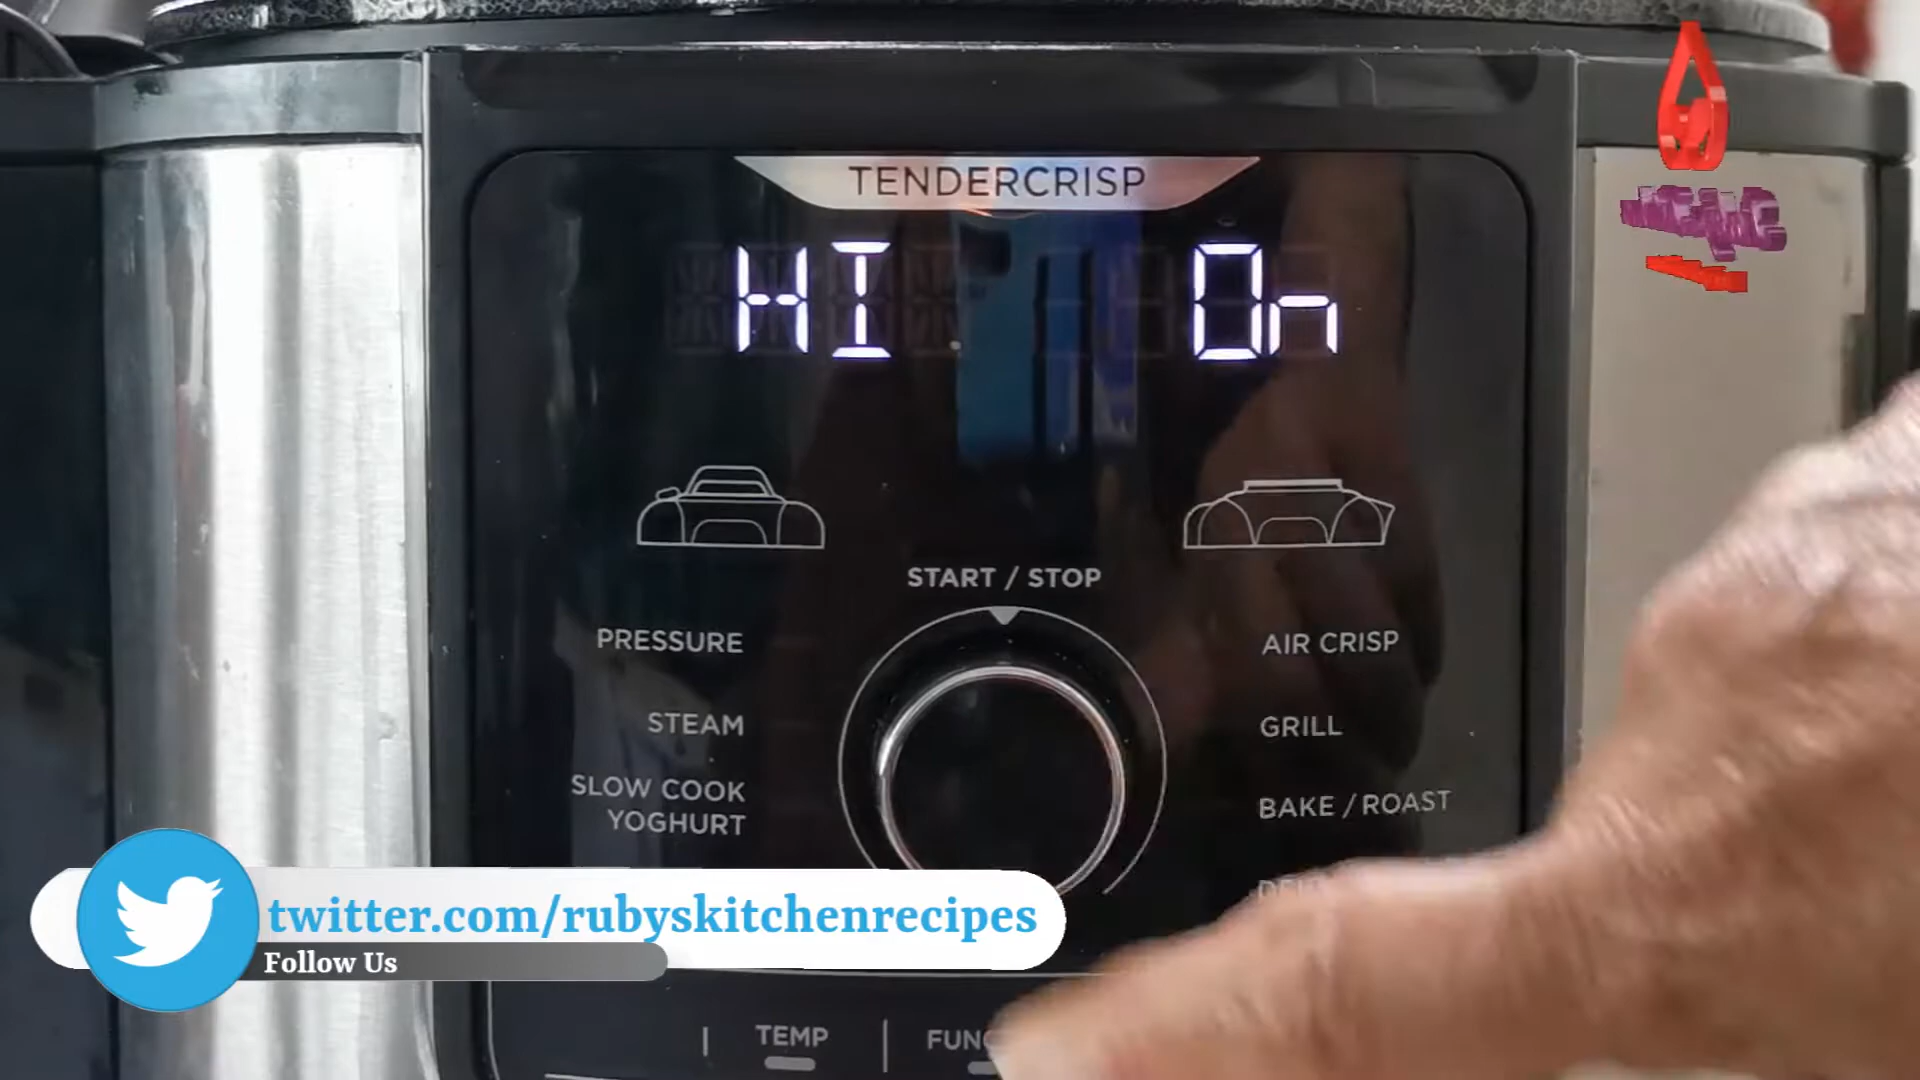 TENDERCRISP
HI On
START / STOP
PRESSURE
AIR CRISP
STEAM
GRILL
SLOW COOK
YOGHURT
BAKE / ROAST
twitter.com/rubyskitchenrecipes
Follow Us
TEMP